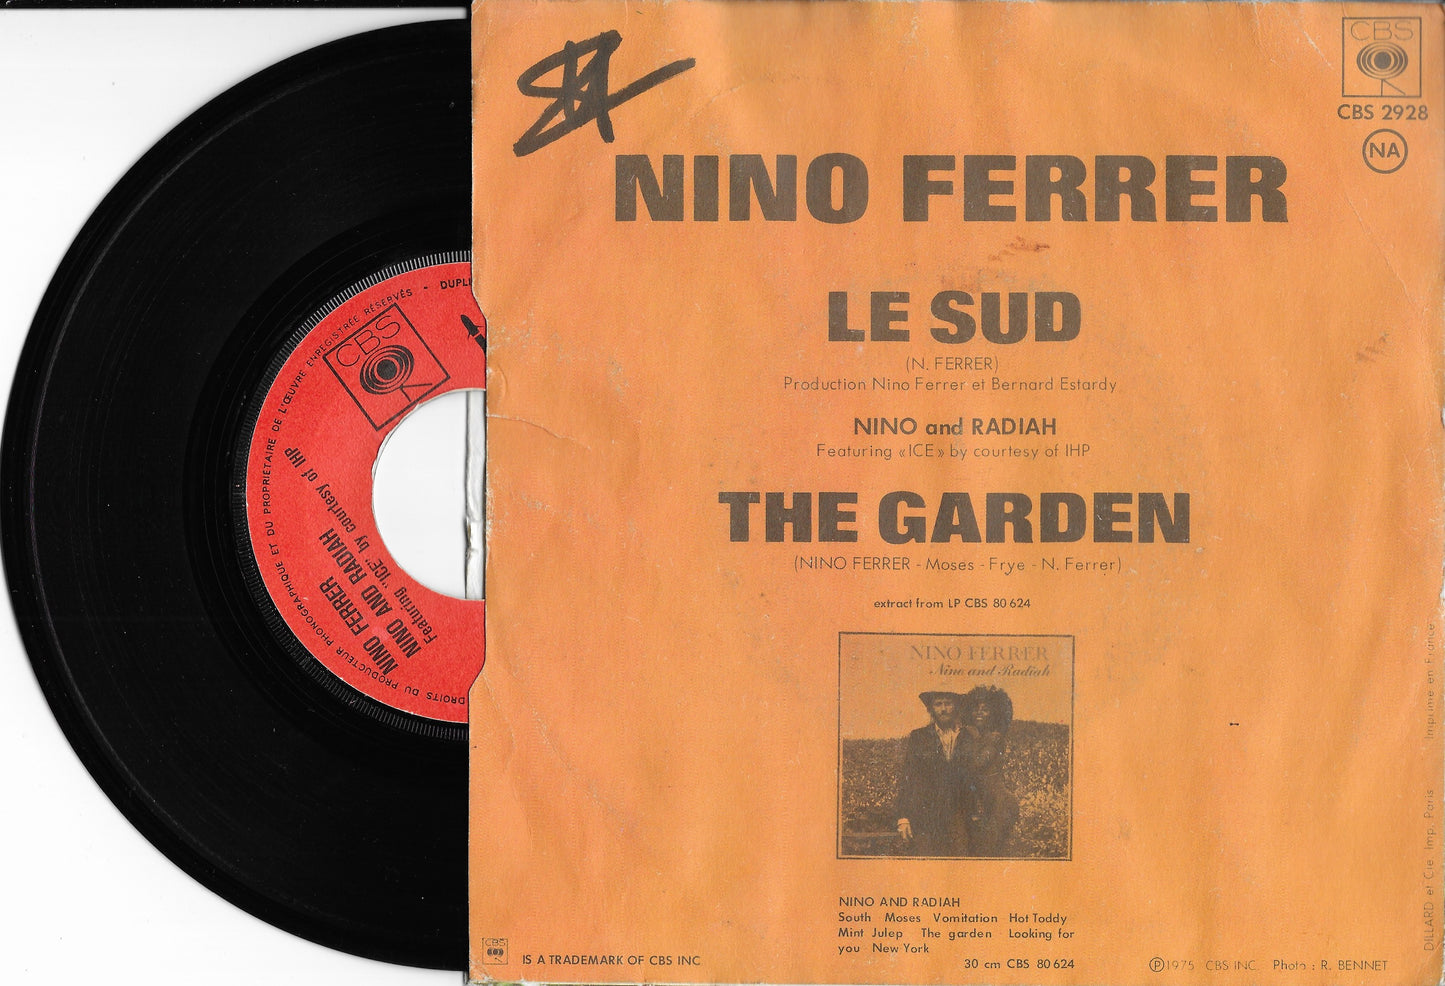 CBS
CBS 2928
NA
NINO FERRER
LE SUD
(N. FERRER)
Production Nino Ferrer et Bernard Estardy
NINO and RADIAH
Featuring «ICE» by courtesy of IHP
THE GARDEN
(NINO FERRER - Moses - Frye - N. Ferrer)
extract from LP CBS 80 624
NINO FERRER
Nino and Radiah
NINO AND RADIAH
South Moses Vomitation Hot Toddy
Mint Julep The garden Looking for
you New York
30 cm CBS 80 624
CBS
IS A TRADEMARK OF CBS INC
Ⓟ 1975 CBS INC. Photo : R. BENNET
DILLARD et Cie Imp. Paris Imprimé en France
DROITS DU PRODUCTEUR PHONOGRAPHIQUE ET DU PROPRIÉTAIRE DE L'ŒUVRE ENREGISTRÉE RÉSERVÉS - DUPLI
CBS
NINO FERRER
NINO AND RADIAH
Featuring "ICE" by courtesy of IHP